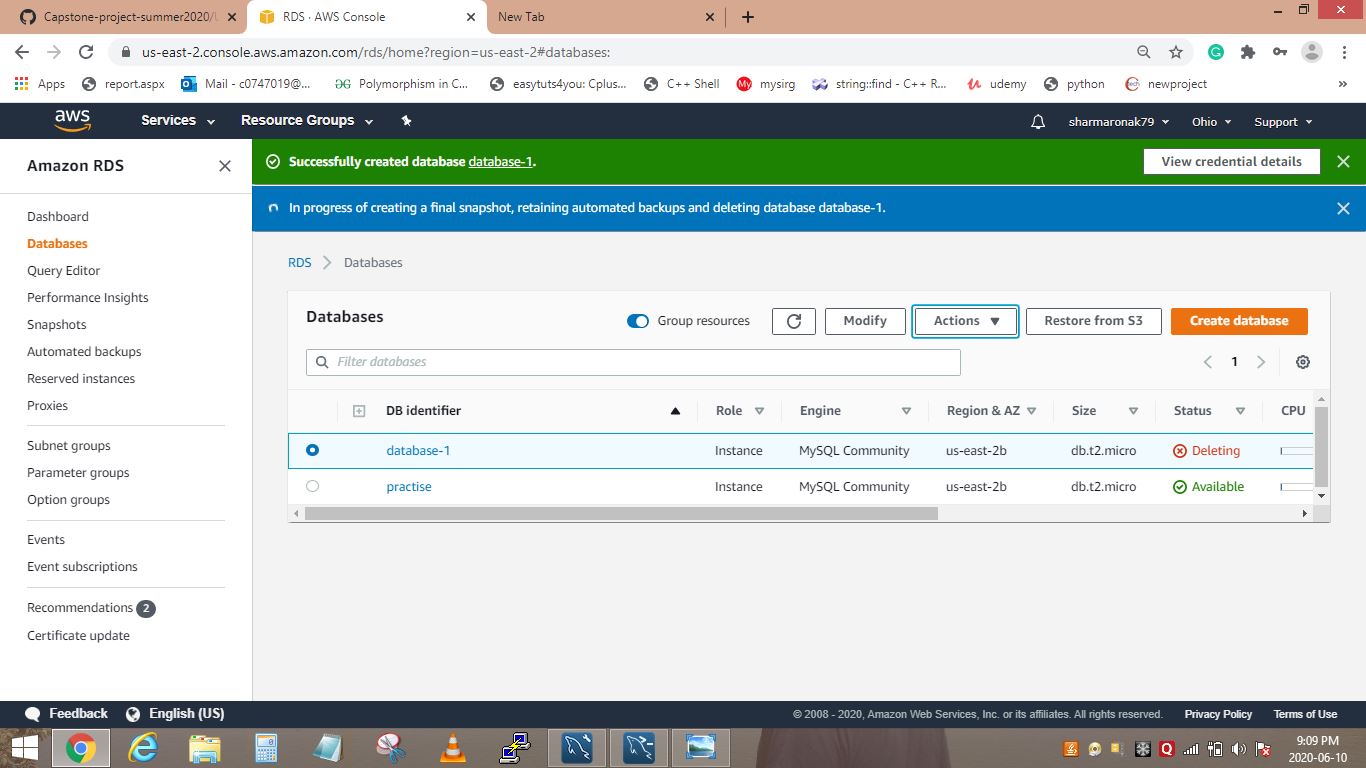 Capstone-project-summer2020/U
RDS · AWS Console
New Tab
us-east-2.console.aws.amazon.com/rds/home?region=us-east-2#databases:
Apps report.aspx Mail - c0747019@... Polymorphism in C... easytuts4you: Cplus... C++ Shell My mysirg string::find - C++ R... udemy python newproject »
aws Services Resource Groups sharmaronak79 Ohio Support
Amazon RDS
Successfully created database database-1. View credential details
In progress of creating a final snapshot, retaining automated backups and deleting database database-1.
Dashboard
Databases
Query Editor
Performance Insights
Snapshots
Automated backups
Reserved instances
Proxies
Subnet groups
Parameter groups
Option groups
Events
Event subscriptions
Recommendations 2
Certificate update
RDS > Databases
Databases Group resources Modify Actions Restore from S3 Create database
Filter databases
1
DB identifier Role Engine Region & AZ Size Status CPU
database-1 Instance MySQL Community us-east-2b db.t2.micro Deleting
practise Instance MySQL Community us-east-2b db.t2.micro Available
Feedback English (US) © 2008 - 2020, Amazon Web Services, Inc. or its affiliates. All rights reserved. Privacy Policy Terms of Use
9:09 PM
2020-06-10